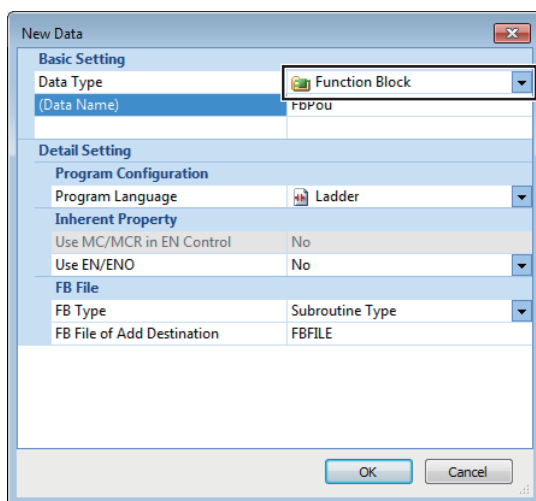 New Data
Basic Setting
Data Type Function Block
(Data Name) FbPou
Detail Setting
Program Configuration
Program Language Ladder
Inherent Property
Use MC/MCR in EN Control No
Use EN/ENO No
FB File
FB Type Subroutine Type
FB File of Add Destination FBFILE
OK Cancel